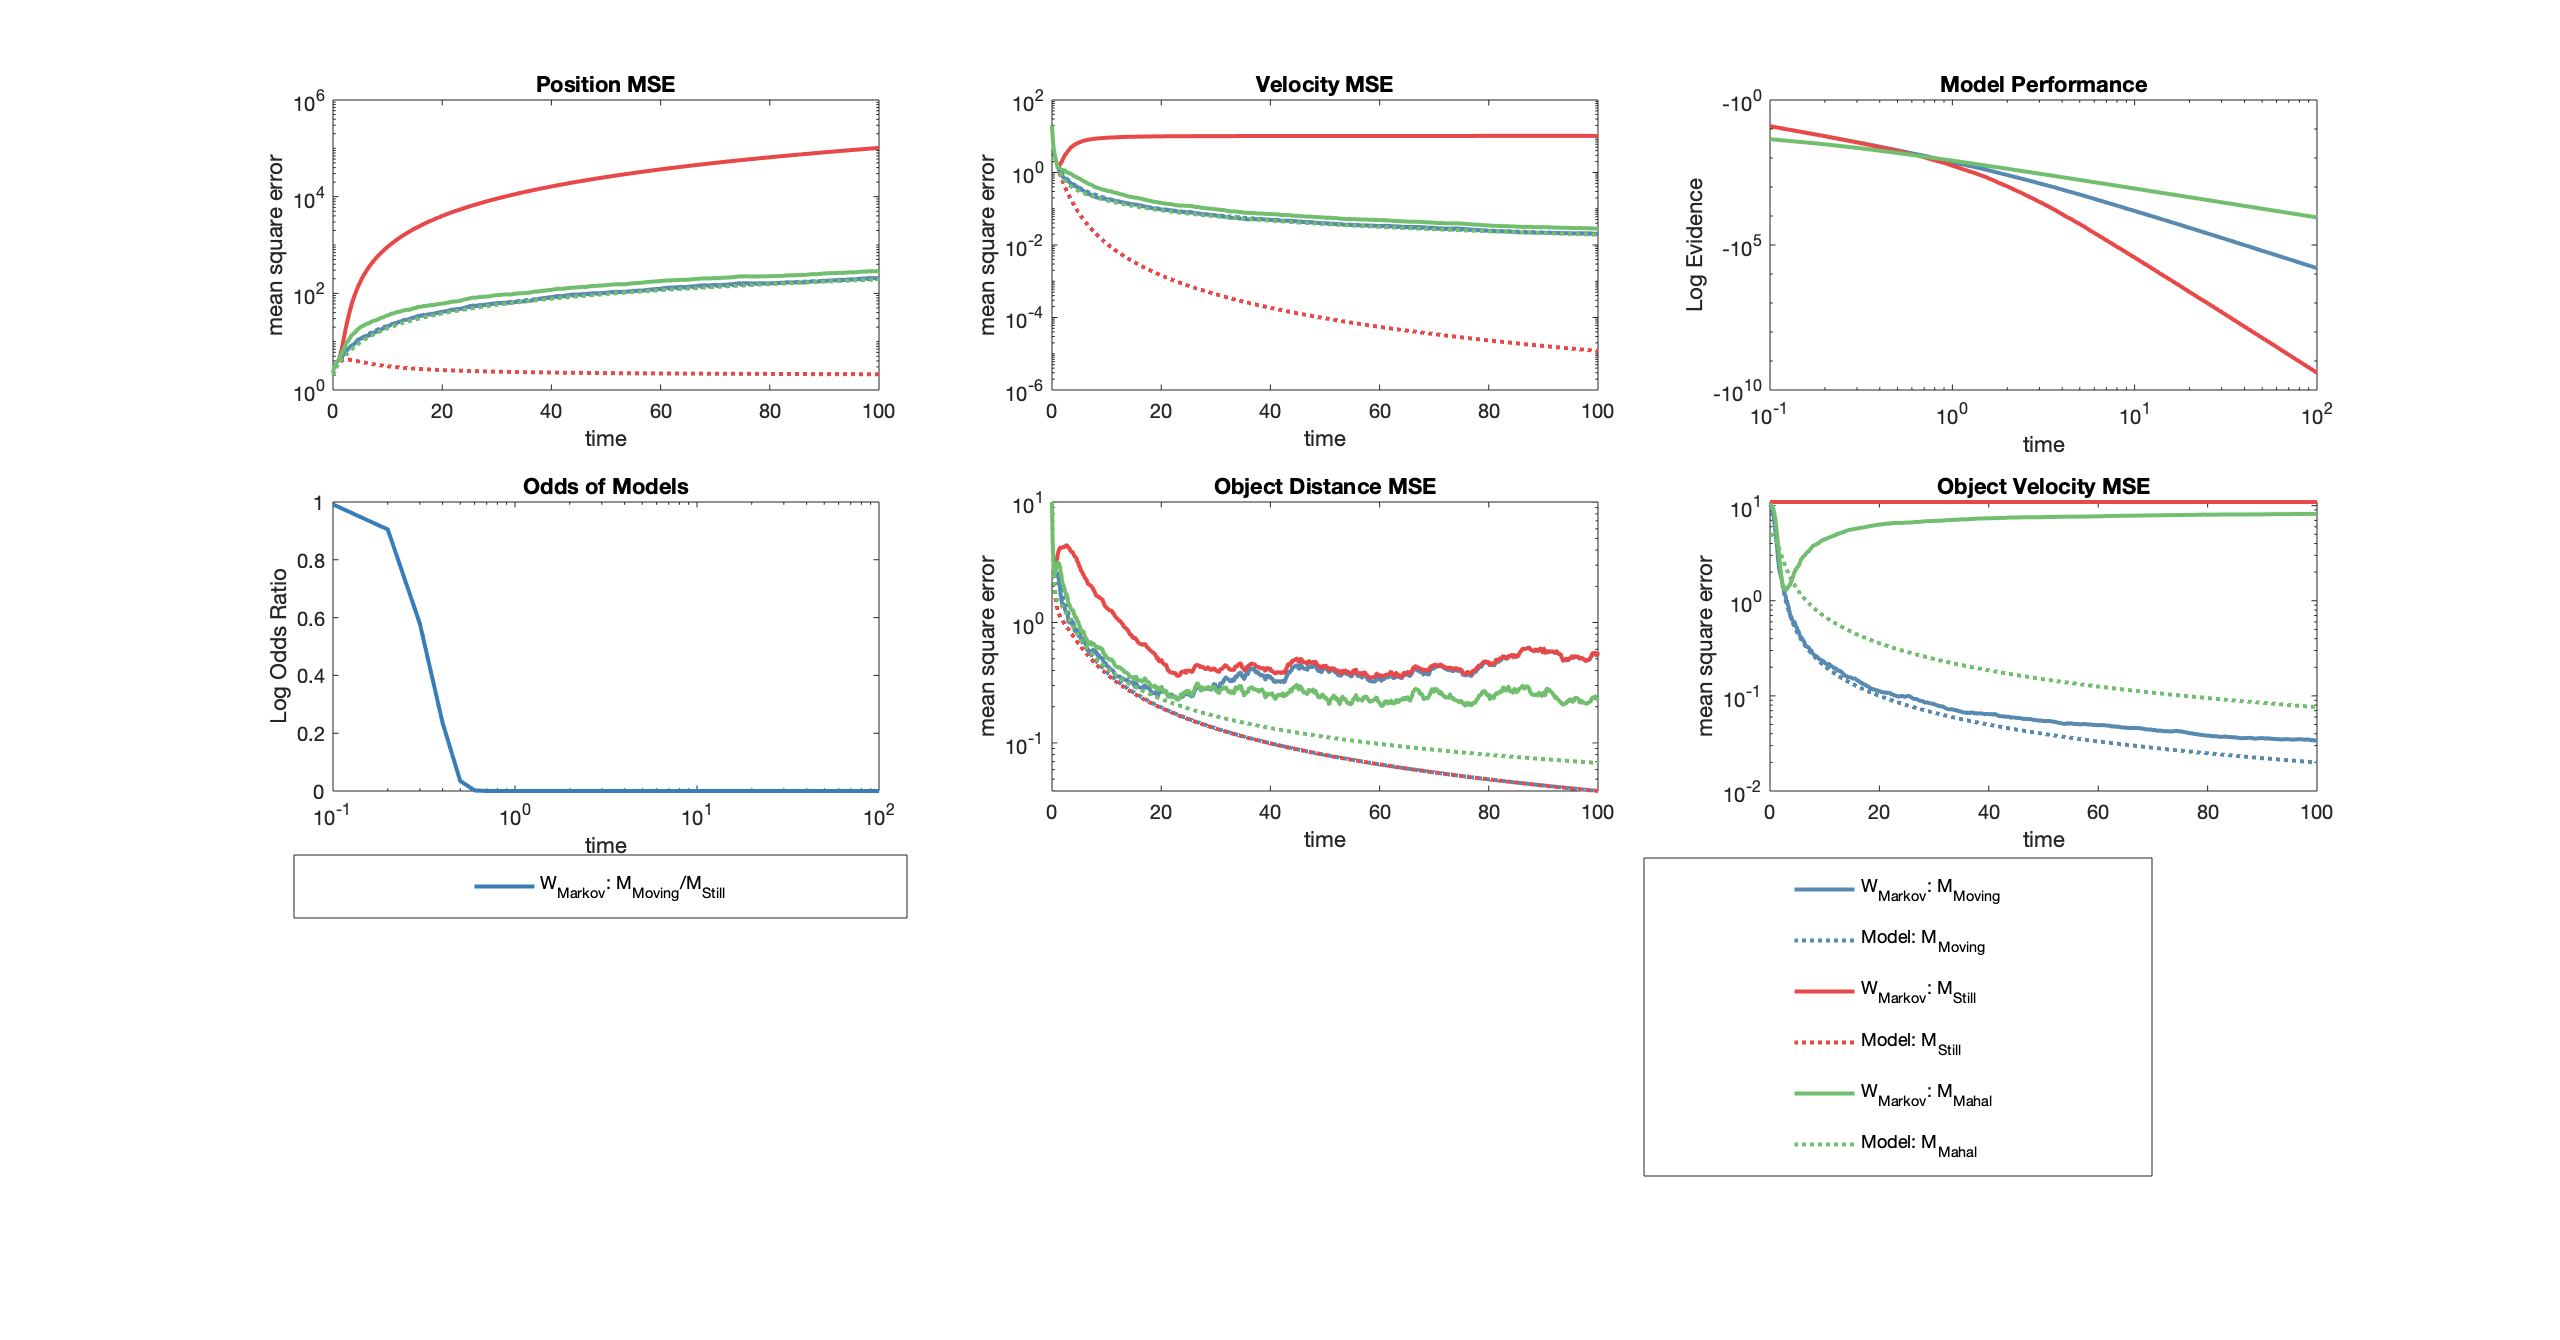 Position MSE
mean square error
10^6
10^4
10^2
10^0
0 20 40 60 80 100
time
Velocity MSE
mean square error
10^2
10^0
10^-2
10^-4
10^-6
0 20 40 60 80 100
time
Model Performance
Log Evidence
-10^0
-10^5
-10^10
10^-1 10^0 10^1 10^2
time
Odds of Models
Log Odds Ratio
1
0.8
0.6
0.4
0.2
0
10^-1 10^0 10^1 10^2
time
W_Markov: M_Moving/M_Still
Object Distance MSE
mean square error
10^1
10^0
10^-1
0 20 40 60 80 100
time
Object Velocity MSE
mean square error
10^1
10^0
10^-1
10^-2
0 20 40 60 80 100
time
W_Markov: M_Moving
Model: M_Moving
W_Markov: M_Still
Model: M_Still
W_Markov: M_Mahal
Model: M_Mahal